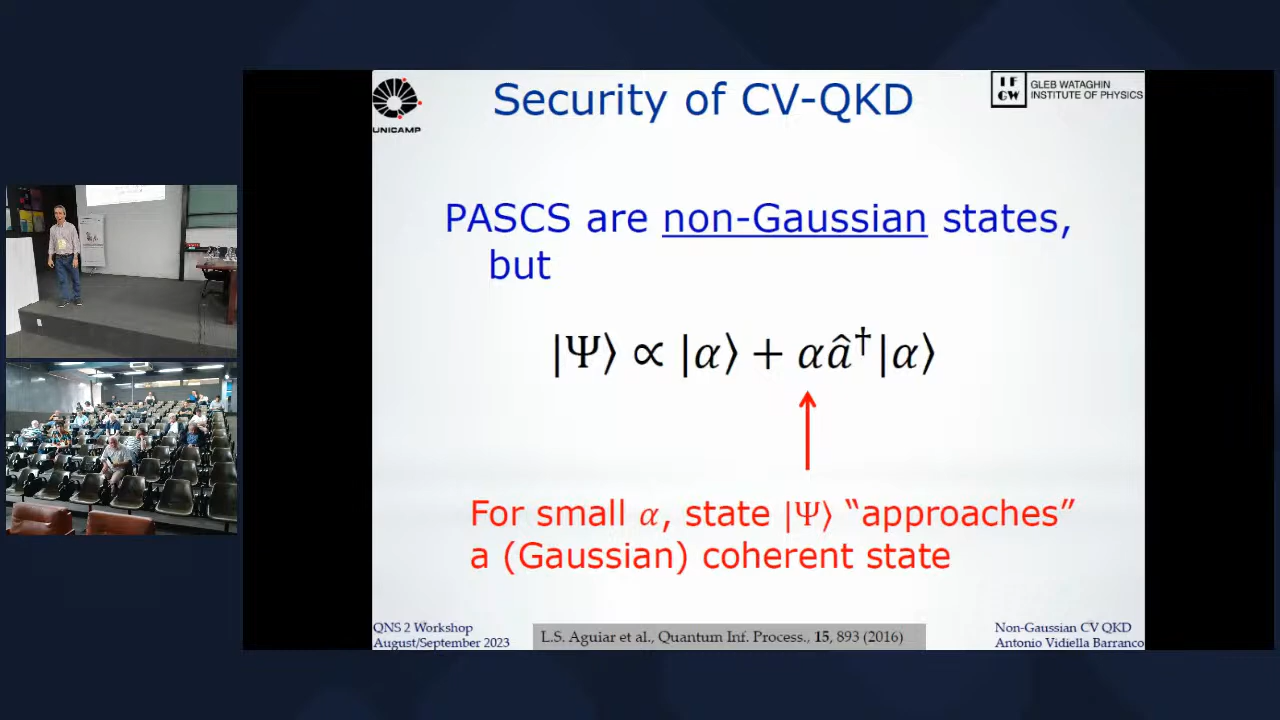 Security of CV-QKD
UNICAMP
I F
GW
GLEB WATAGHIN
INSTITUTE OF PHYSICS
PASCS are non-Gaussian states,
but
|Ψ⟩ ∝ |α⟩ + αâ†|α⟩
For small α, state |Ψ⟩ “approaches”
a (Gaussian) coherent state
QNS 2 Workshop
August/September 2023
L.S. Aguiar et al., Quantum Inf. Process., 15, 893 (2016)
Non-Gaussian CV QKD
Antonio Vidiella Barranco